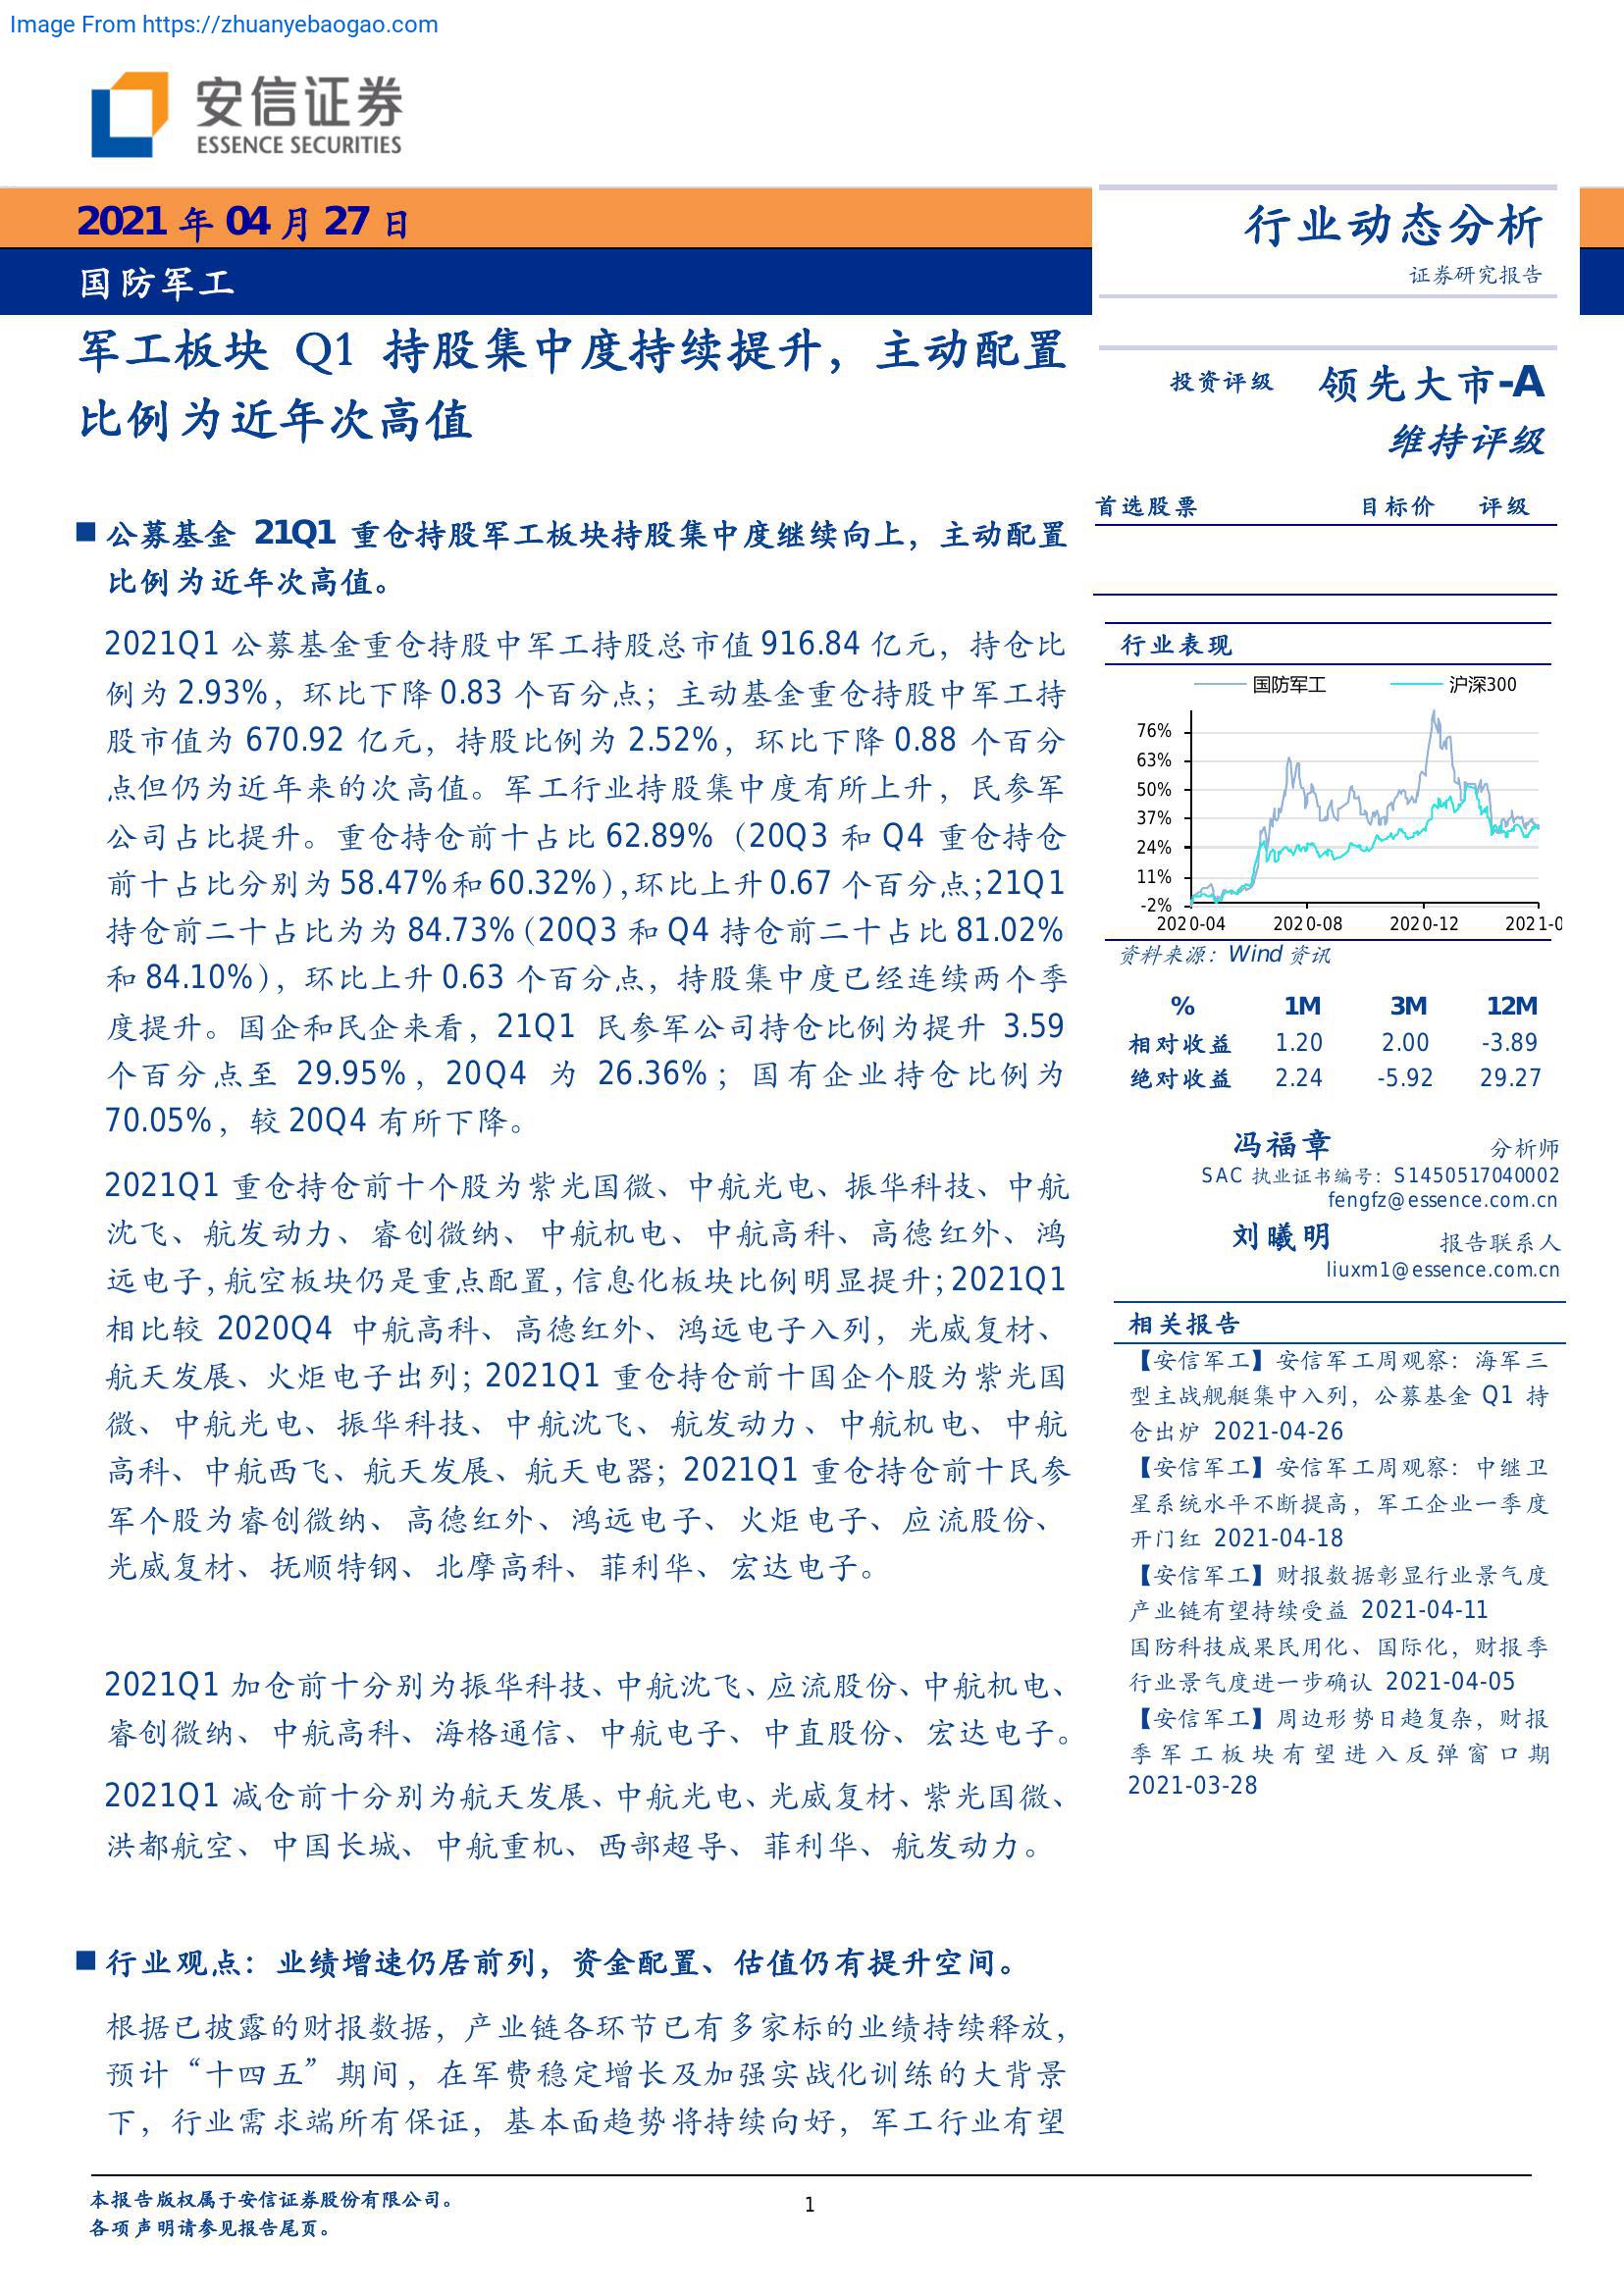 Image From https://zhuanyebaogao.com
安信证券
ESSENCE SECURITIES
2021 年 04 月 27 日
国防军工
行业动态分析
证券研究报告
军工板块 Q1 持股集中度持续提升，主动配置
比例为近年次高值
■ 公募基金 21Q1 重仓持股军工板块持股集中度继续向上，主动配置
比例为近年次高值。
2021Q1 公募基金重仓持股中军工持股总市值 916.84 亿元，持仓比
例为 2.93%，环比下降 0.83 个百分点；主动基金重仓持股中军工持
股市值为 670.92 亿元，持股比例为 2.52%，环比下降 0.88 个百分
点但仍为近年来的次高值。军工行业持股集中度有所上升，民参军
公司占比提升。重仓持仓前十占比 62.89%（20Q3 和 Q4 重仓持仓
前十占比分别为 58.47%和 60.32%），环比上升 0.67 个百分点；21Q1
持仓前二十占比为为 84.73%（20Q3 和 Q4 持仓前二十占比 81.02%
和 84.10%），环比上升 0.63 个百分点，持股集中度已经连续两个季
度提升。国企和民企来看，21Q1 民参军公司持仓比例为提升 3.59
个百分点至 29.95%，20Q4 为 26.36%；国有企业持仓比例为
70.05%，较 20Q4 有所下降。
2021Q1 重仓持仓前十个股为紫光国微、中航光电、振华科技、中航
沈飞、航发动力、睿创微纳、中航机电、中航高科、高德红外、鸿
远电子，航空板块仍是重点配置，信息化板块比例明显提升；2021Q1
相比较 2020Q4 中航高科、高德红外、鸿远电子入列，光威复材、
航天发展、火炬电子出列；2021Q1 重仓持仓前十国企个股为紫光国
微、中航光电、振华科技、中航沈飞、航发动力、中航机电、中航
高科、中航西飞、航天发展、航天电器；2021Q1 重仓持仓前十民参
军个股为睿创微纳、高德红外、鸿远电子、火炬电子、应流股份、
光威复材、抚顺特钢、北摩高科、菲利华、宏达电子。
2021Q1 加仓前十分别为振华科技、中航沈飞、应流股份、中航机电、
睿创微纳、中航高科、海格通信、中航电子、中直股份、宏达电子。
2021Q1 减仓前十分别为航天发展、中航光电、光威复材、紫光国微、
洪都航空、中国长城、中航重机、西部超导、菲利华、航发动力。
■ 行业观点：业绩增速仍居前列，资金配置、估值仍有提升空间。
根据已披露的财报数据，产业链各环节已有多家标的业绩持续释放，
预计“十四五”期间，在军费稳定增长及加强实战化训练的大背景
下，行业需求端所有保证，基本面趋势将持续向好，军工行业有望
投资评级 领先大市-A
维持评级
首选股票 目标价 评级
行业表现
国防军工 沪深300
76%
63%
50%
37%
24%
11%
-2%
2020-04 2020-08 2020-12 2021-0
资料来源：Wind 资讯
% 1M 3M 12M
相对收益 1.20 2.00 -3.89
绝对收益 2.24 -5.92 29.27
冯福章 分析师
SAC 执业证书编号：S1450517040002
fengfz@essence.com.cn
刘曦明 报告联系人
liuxm1@essence.com.cn
相关报告
【安信军工】安信军工周观察：海军三
型主战舰艇集中入列，公募基金 Q1 持
仓出炉 2021-04-26
【安信军工】安信军工周观察：中继卫
星系统水平不断提高，军工企业一季度
开门红 2021-04-18
【安信军工】财报数据彰显行业景气度
产业链有望持续受益 2021-04-11
国防科技成果民用化、国际化，财报季
行业景气度进一步确认 2021-04-05
【安信军工】周边形势日趋复杂，财报
季军工板块有望进入反弹窗口期
2021-03-28
本报告版权属于安信证券股份有限公司。
各项声明请参见报告尾页。
1